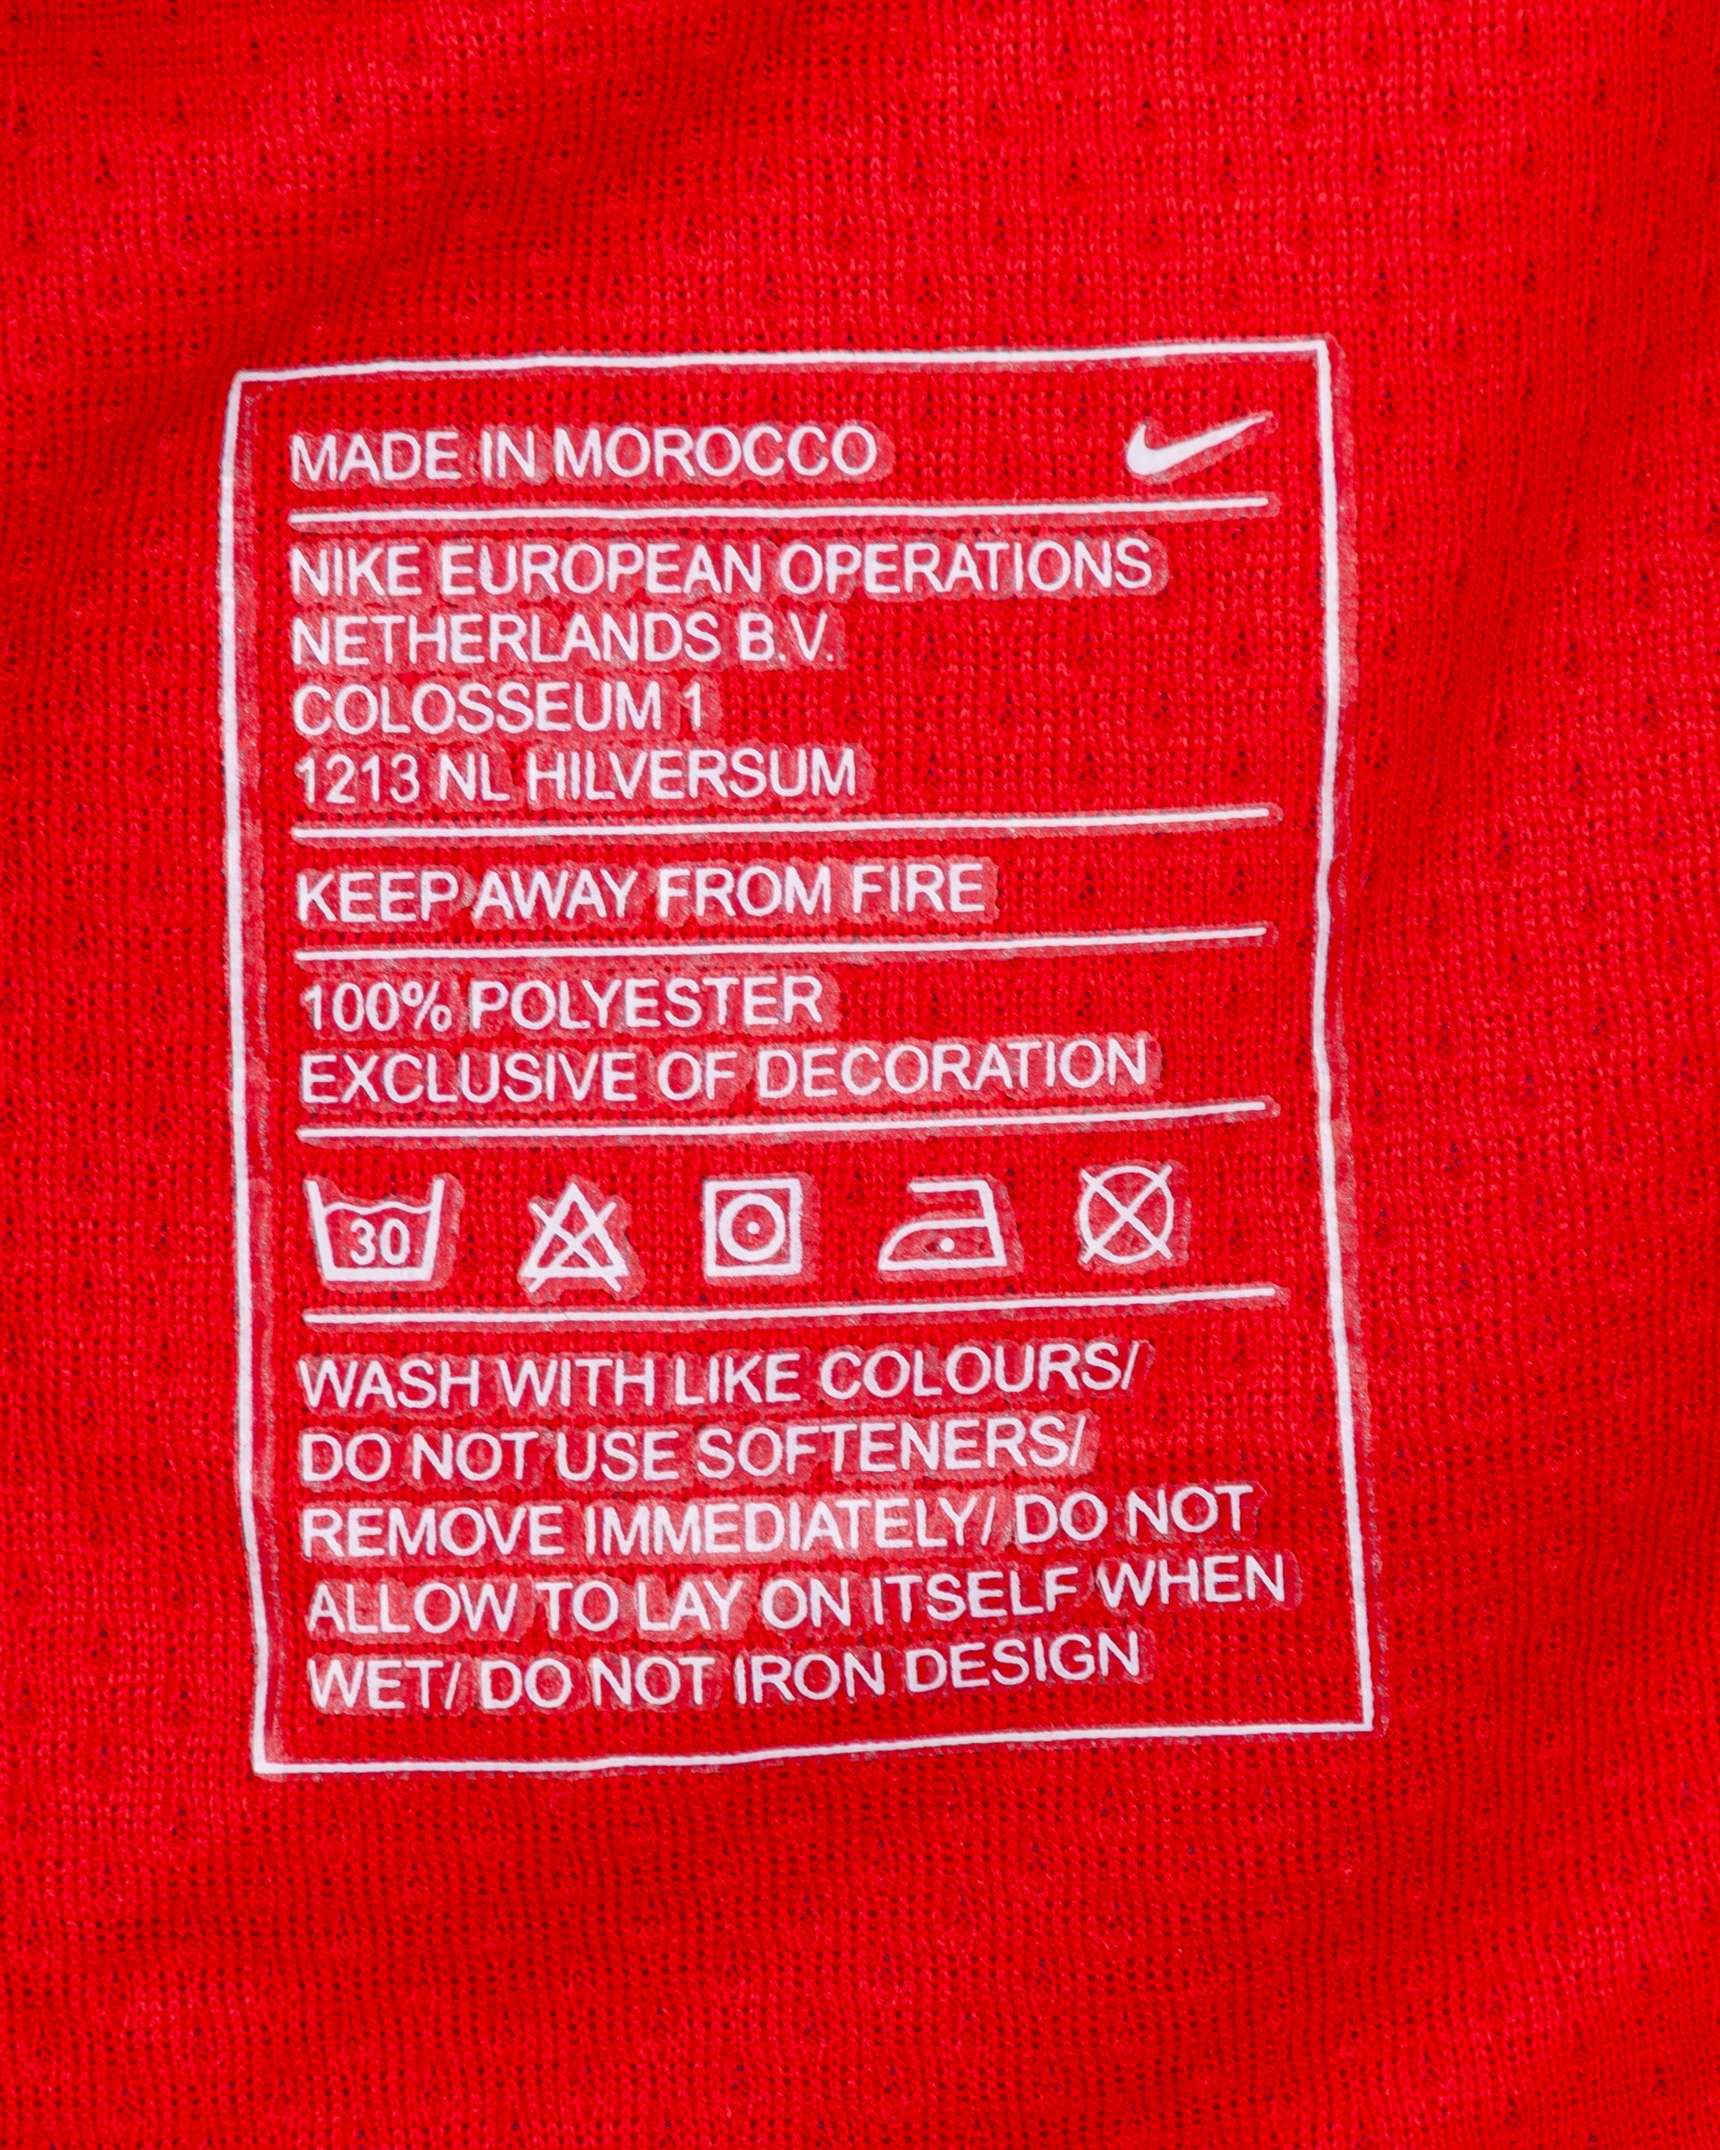 MADE IN MOROCCO
NIKE EUROPEAN OPERATIONS
NETHERLANDS B.V.
COLOSSEUM 1
1213 NL HILVERSUM
KEEP AWAY FROM FIRE
100% POLYESTER
EXCLUSIVE OF DECORATION
30
WASH WITH LIKE COLOURS/
DO NOT USE SOFTENERS/
REMOVE IMMEDIATELY/ DO NOT
ALLOW TO LAY ON ITSELF WHEN
WET/ DO NOT IRON DESIGN